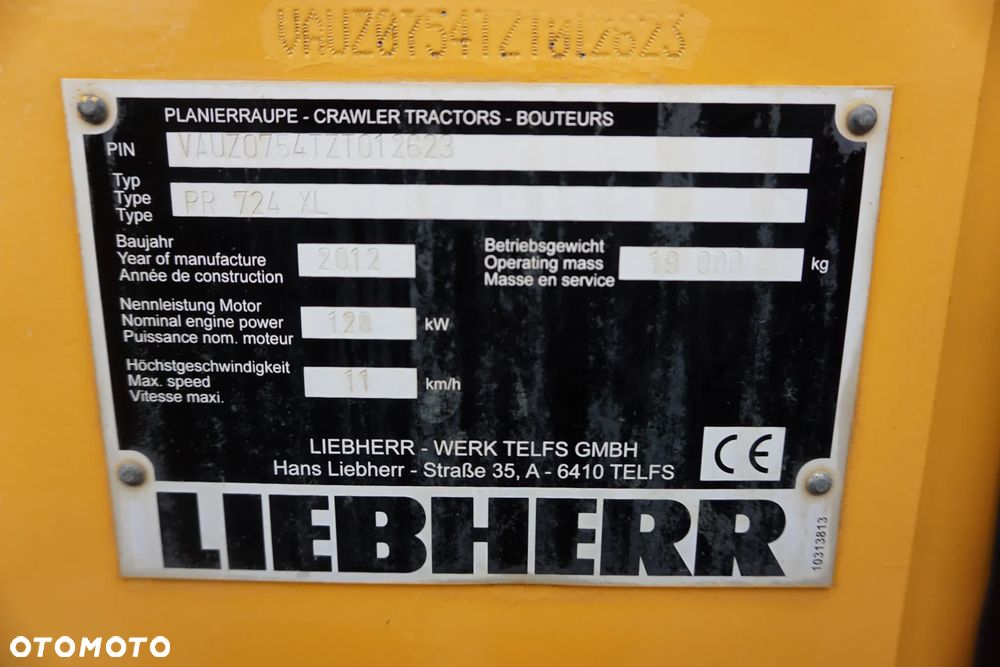 VAUZ0754TZT012623
PLANIERRAUPE - CRAWLER TRACTORS - BOUTEURS
PIN VAUZ0754TZT012623
Typ
Type PR 724 XL
Type
Baujahr
Year of manufacture 2012
Année de construction
Betriebsgewicht
Operating mass 19 000 kg
Masse en service
Nennleistung Motor
Nominal engine power 120 kW
Puissance nom. moteur
Höchstgeschwindigkeit
Max. speed 11 km/h
Vitesse maxi.
LIEBHERR - WERK TELFS GMBH
Hans Liebherr - Straße 35, A - 6410 TELFS
CE
LIEBHERR
10313813
OTOMOTO